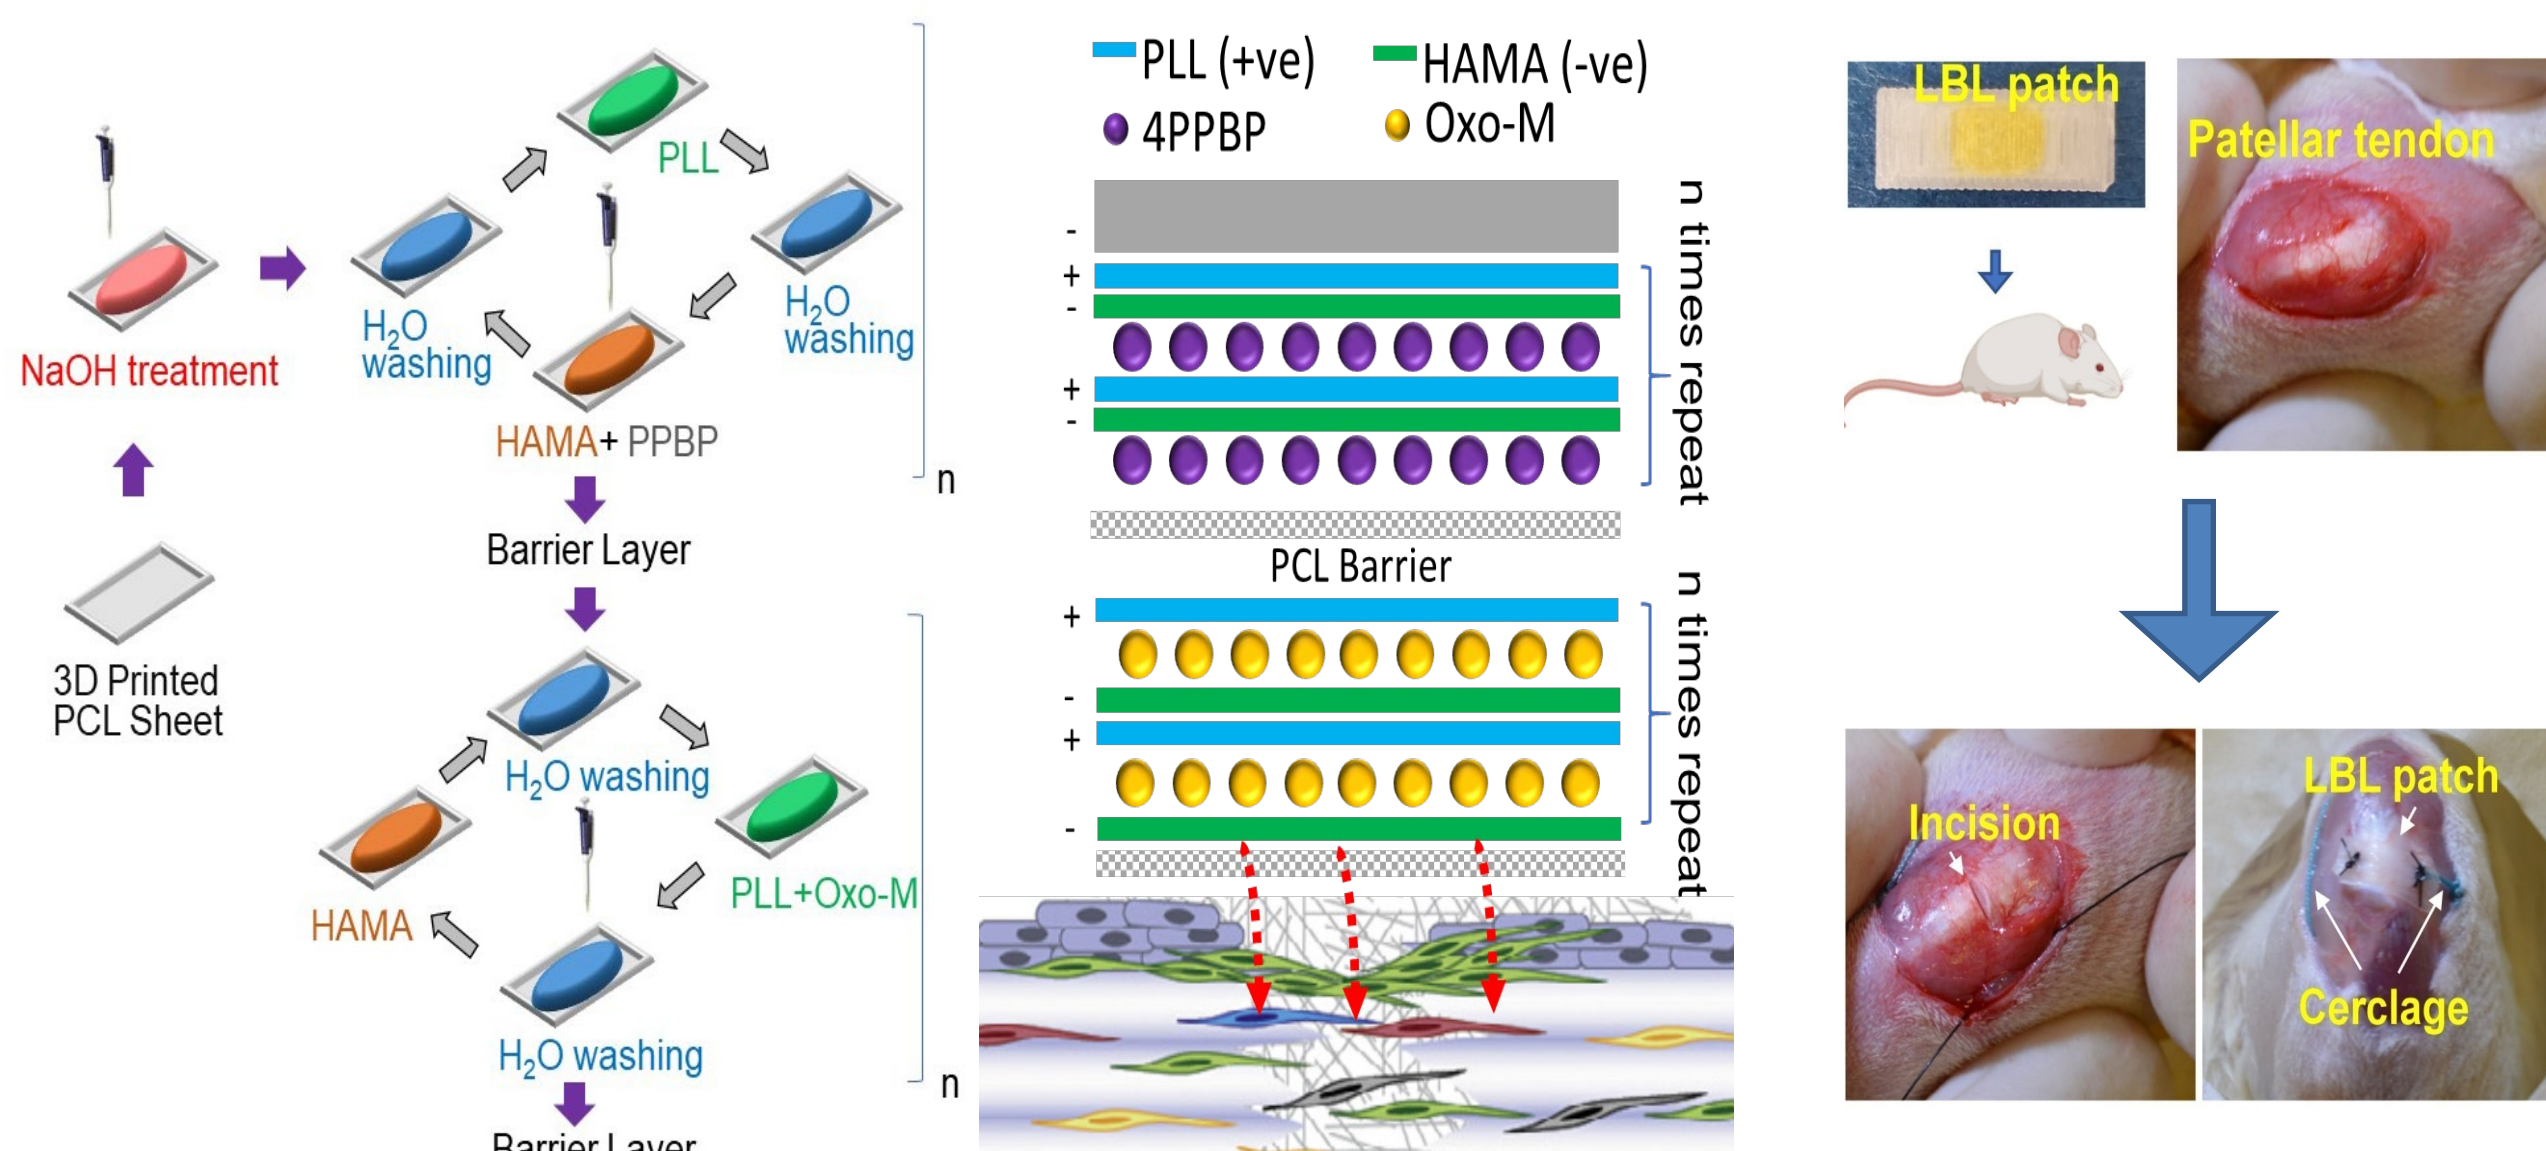 PLL
H₂O
washing
H₂O
washing
NaOH treatment
HAMA+ PPBP
n
Barrier Layer
3D Printed
PCL Sheet
H₂O washing
PLL+Oxo-M
HAMA
H₂O washing
n
Barrier Layer
PLL (+ve)
HAMA (-ve)
4PPBP
Oxo-M
-
+
-
+
-
n times repeat
PCL Barrier
+
-
+
-
n times repeat
LBL patch
Patellar tendon
Incision
LBL patch
Cerclage